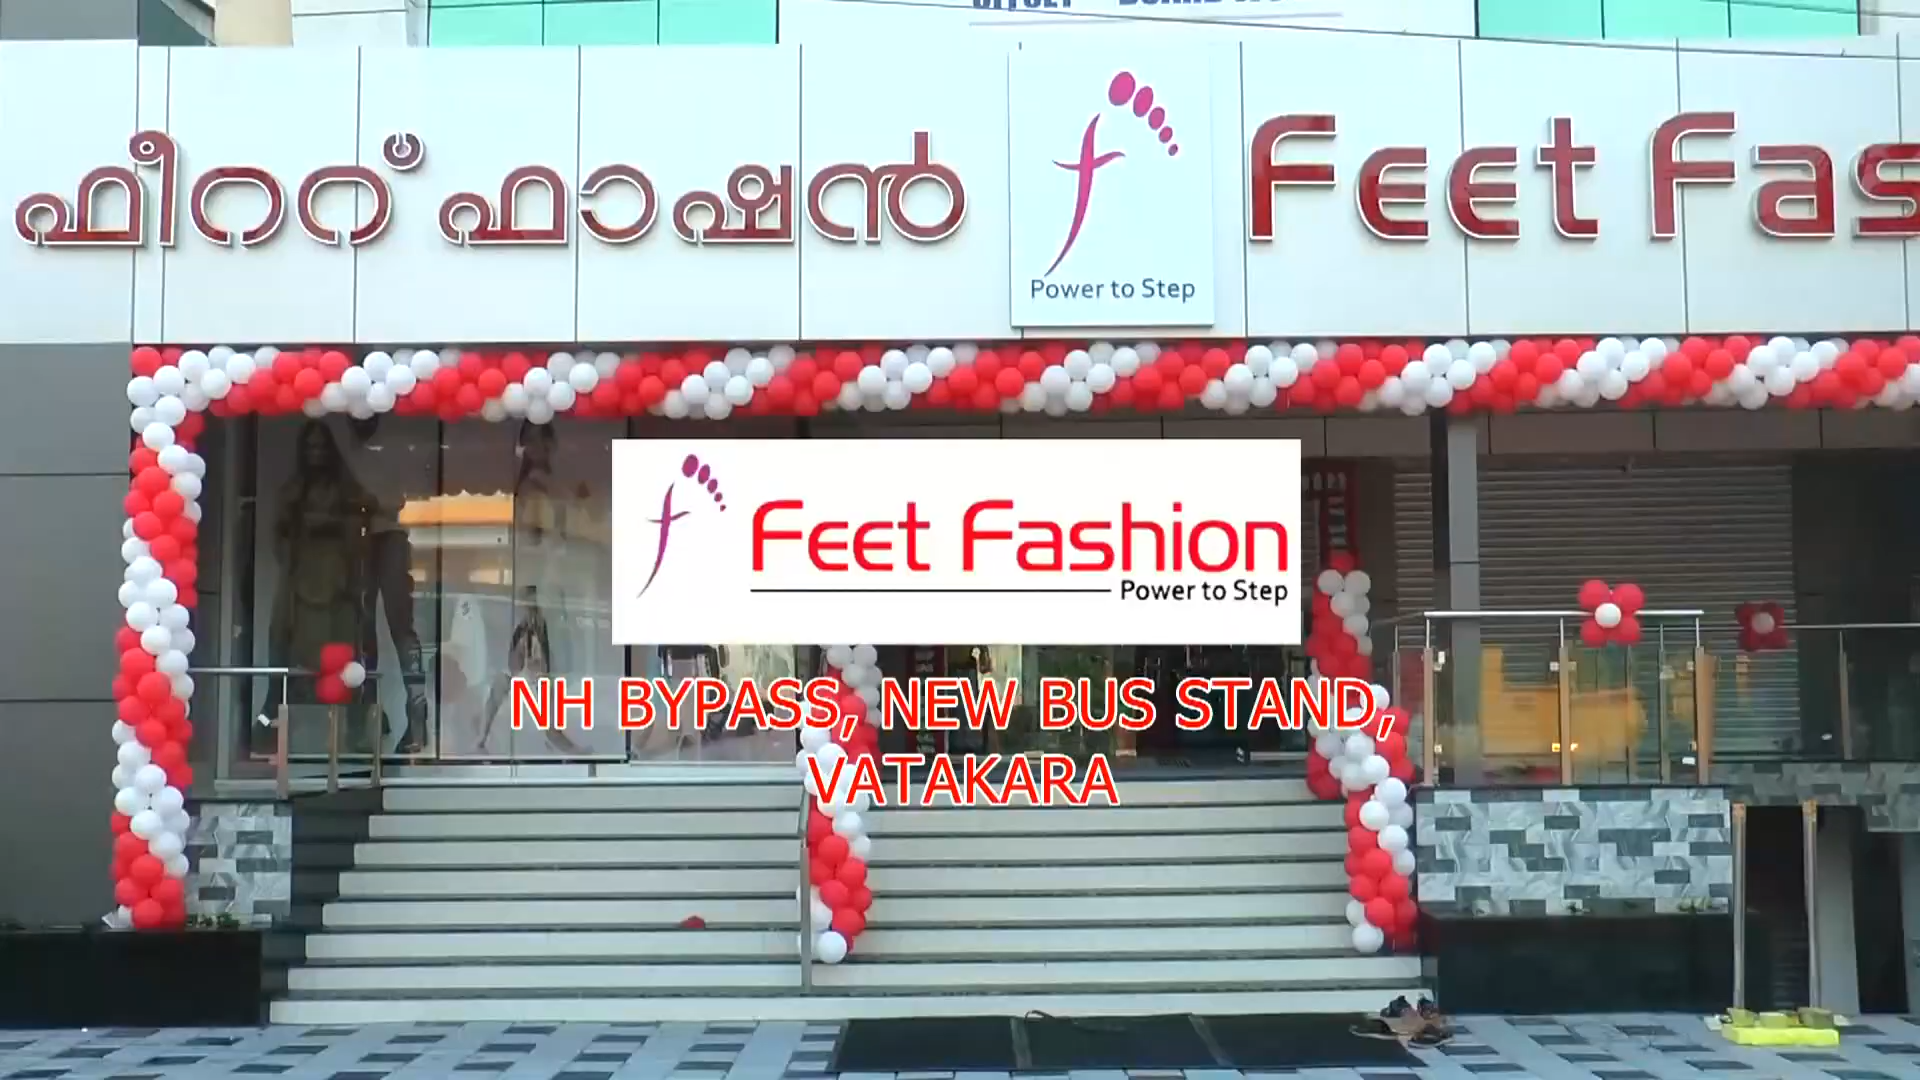 ഫീററ് ഫാഷൻ
Power to Step
Feet Fas
Feet Fashion
Power to Step
NH BYPASS, NEW BUS STAND,
VATAKARA